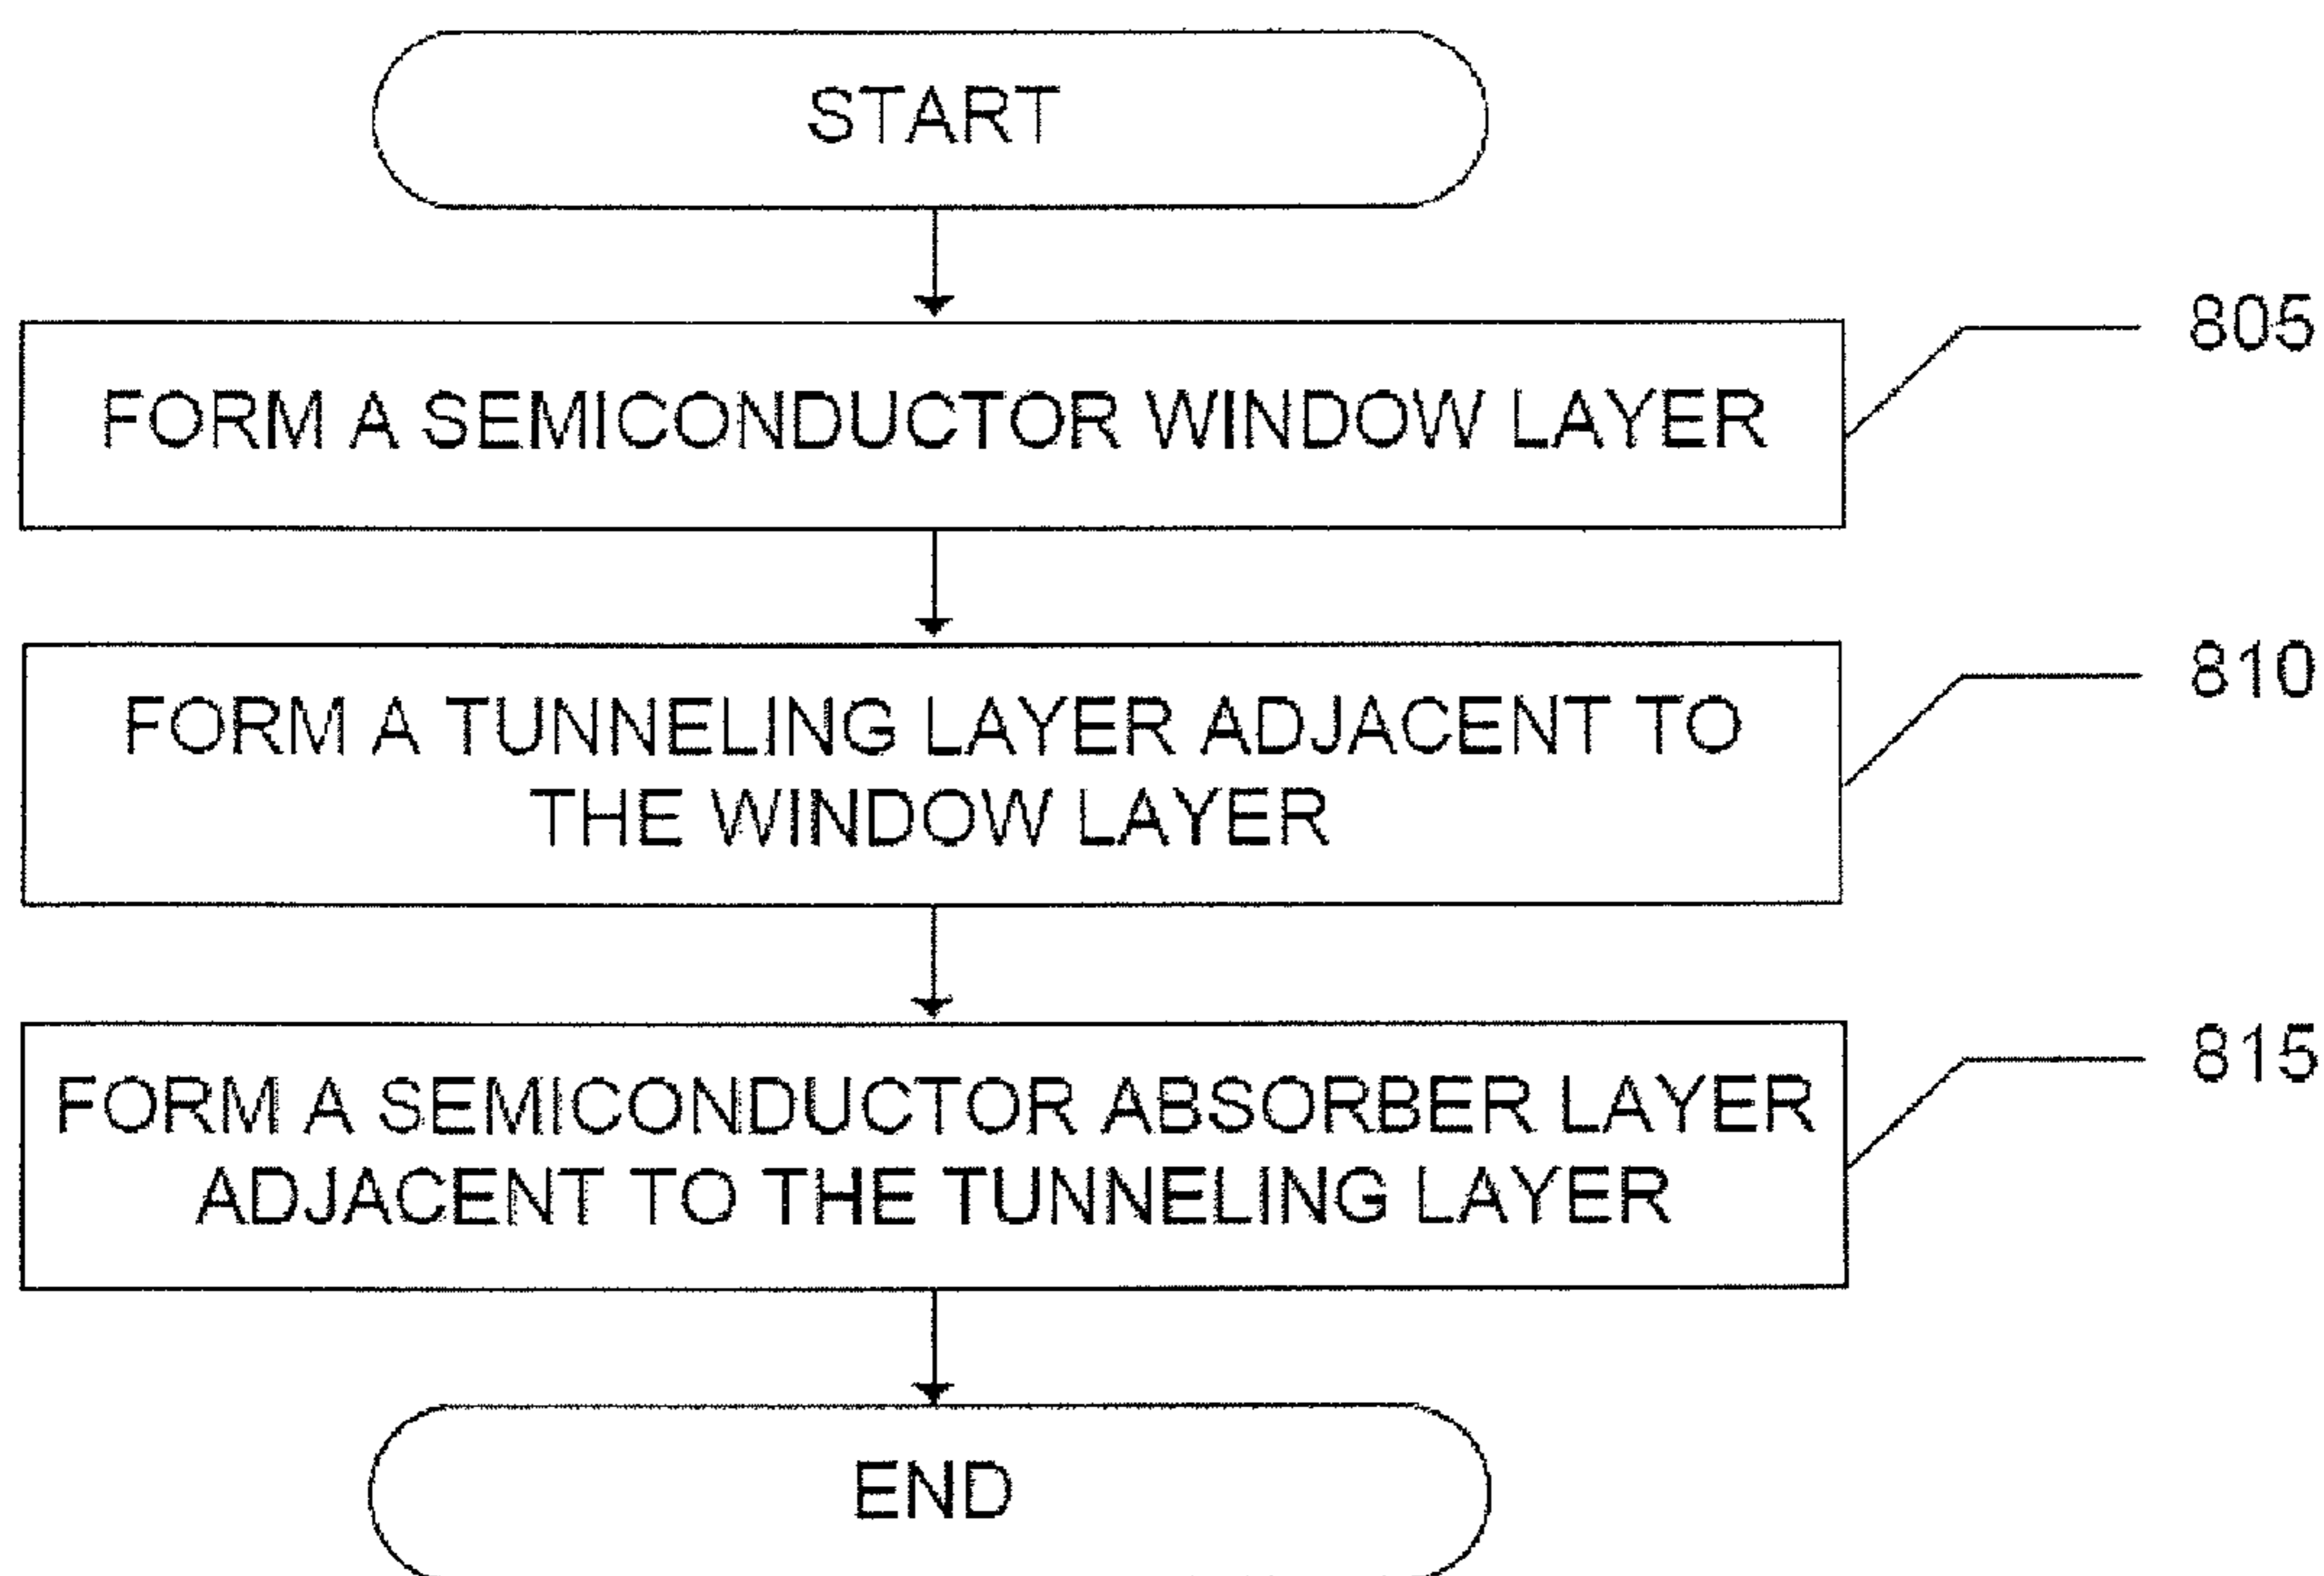 START
805
FORM A SEMICONDUCTOR WINDOW LAYER
810
FORM A TUNNELING LAYER ADJACENT TO
THE WINDOW LAYER
815
FORM A SEMICONDUCTOR ABSORBER LAYER
ADJACENT TO THE TUNNELING LAYER
END